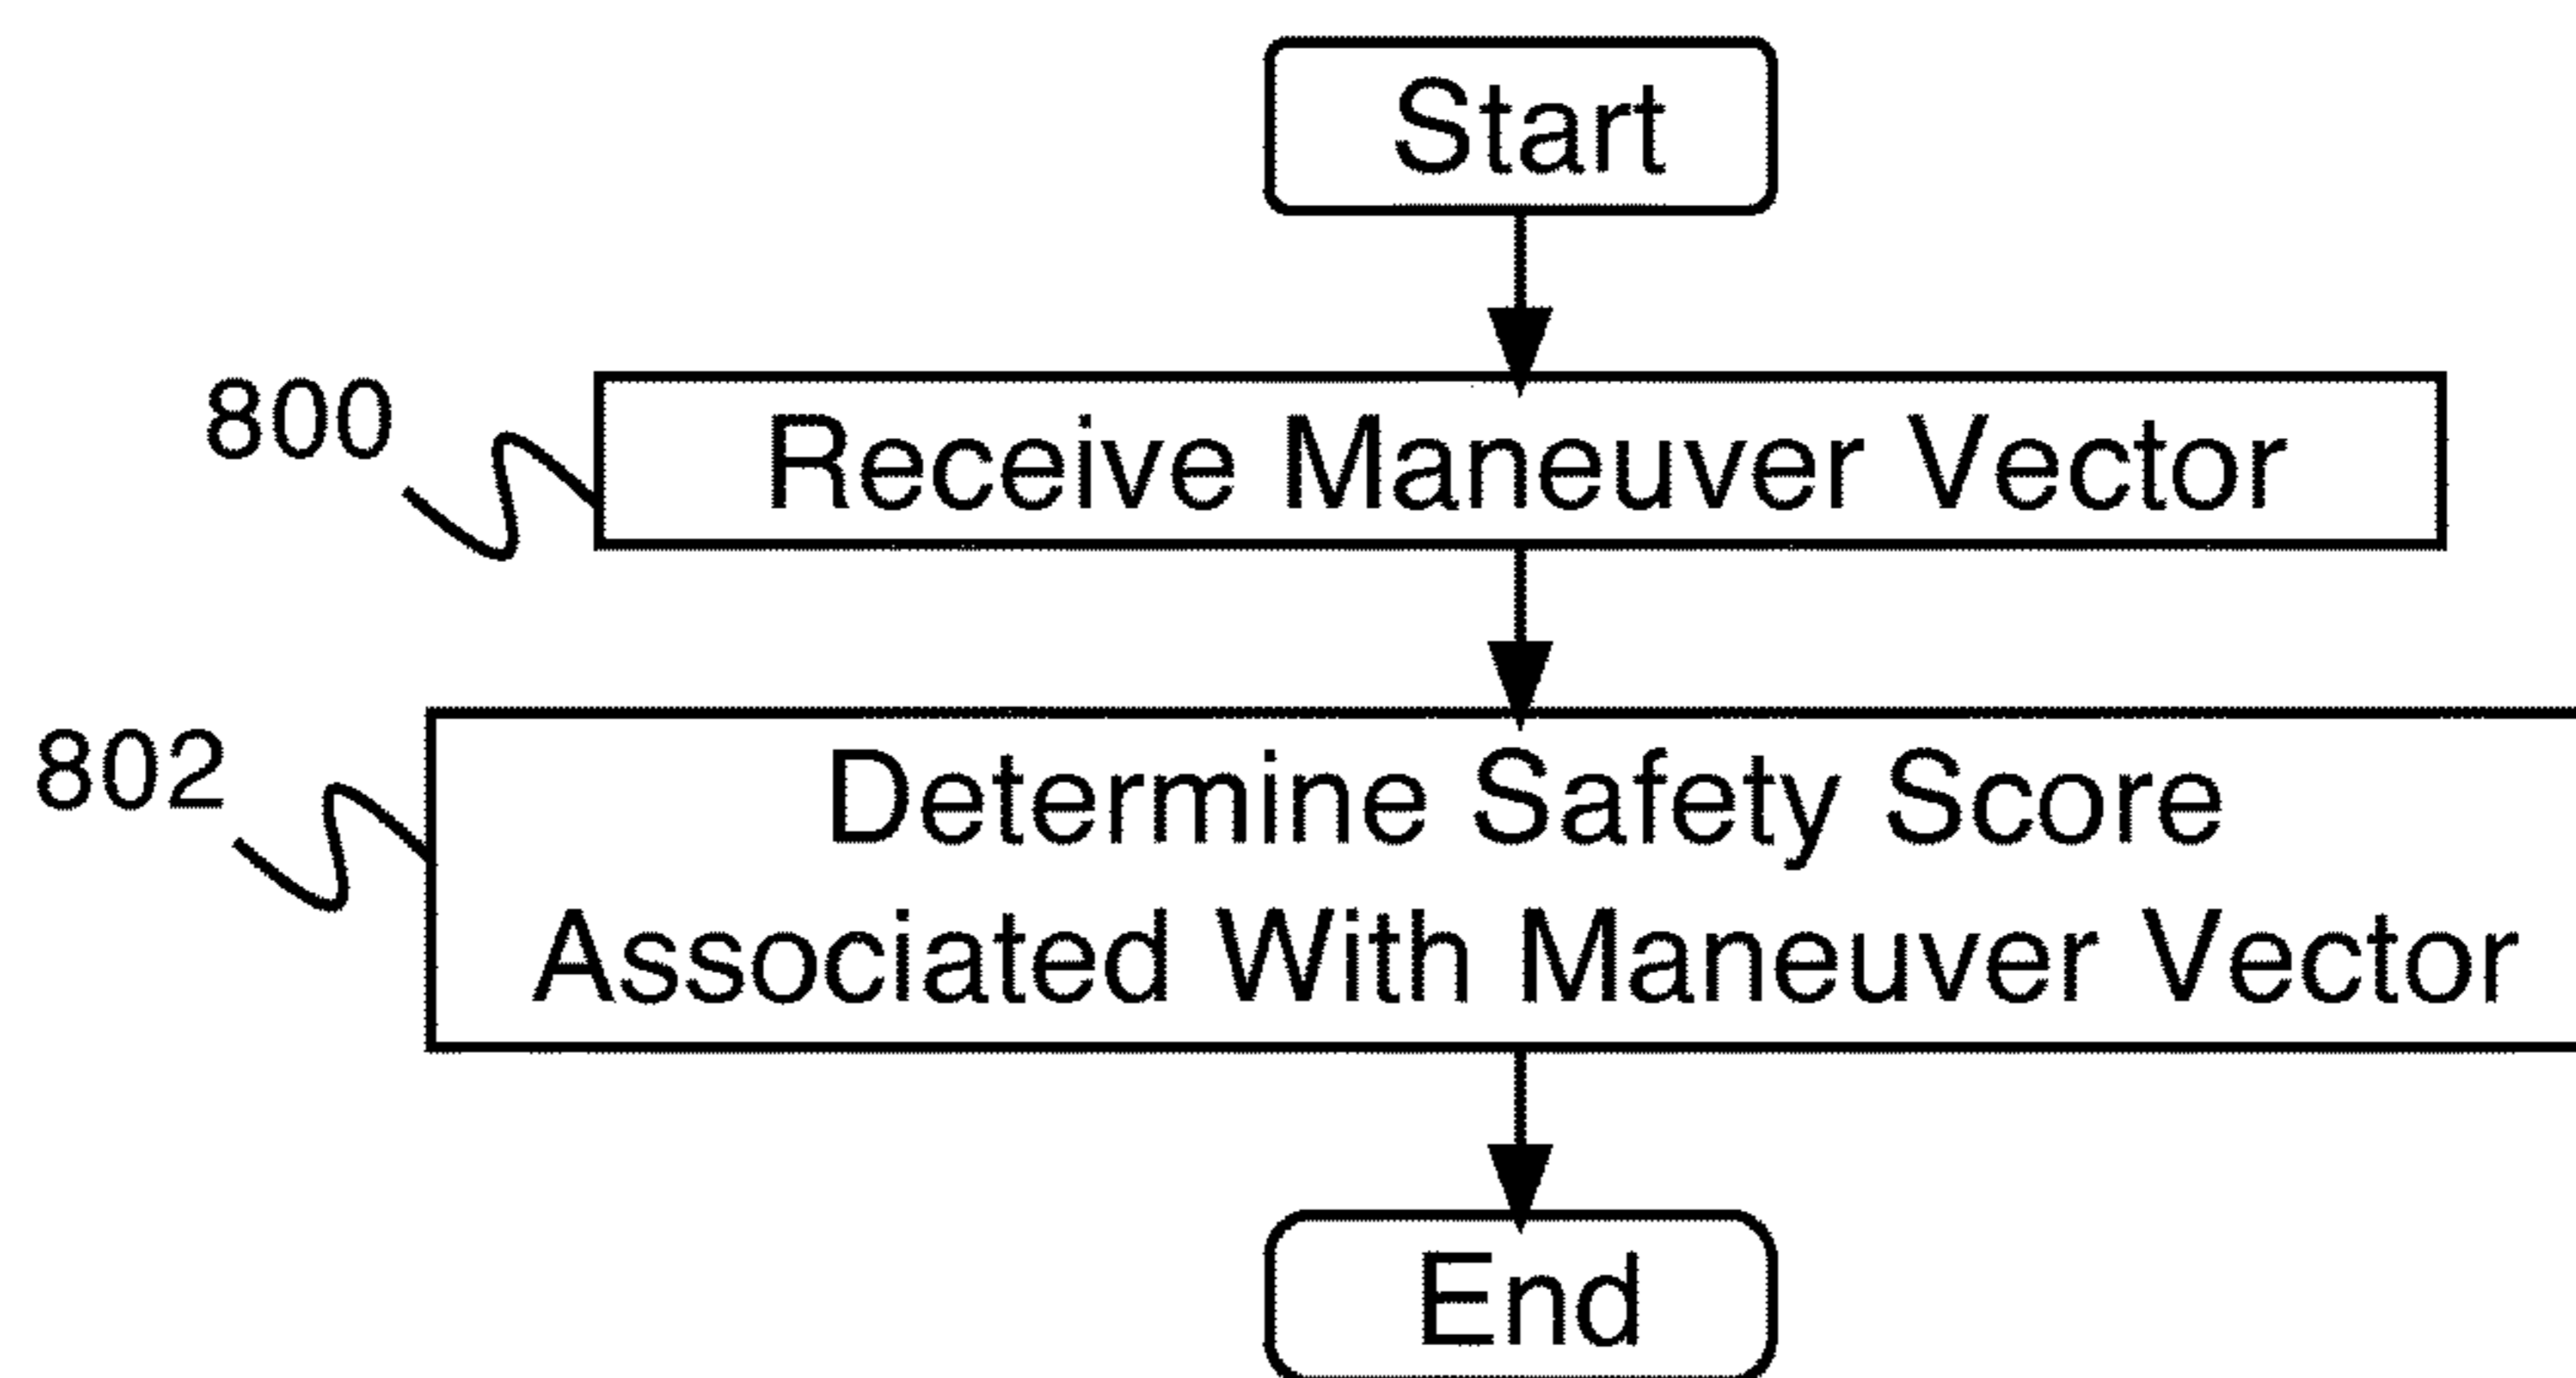 Start
800
Receive Maneuver Vector
802
Determine Safety Score
Associated With Maneuver Vector
End